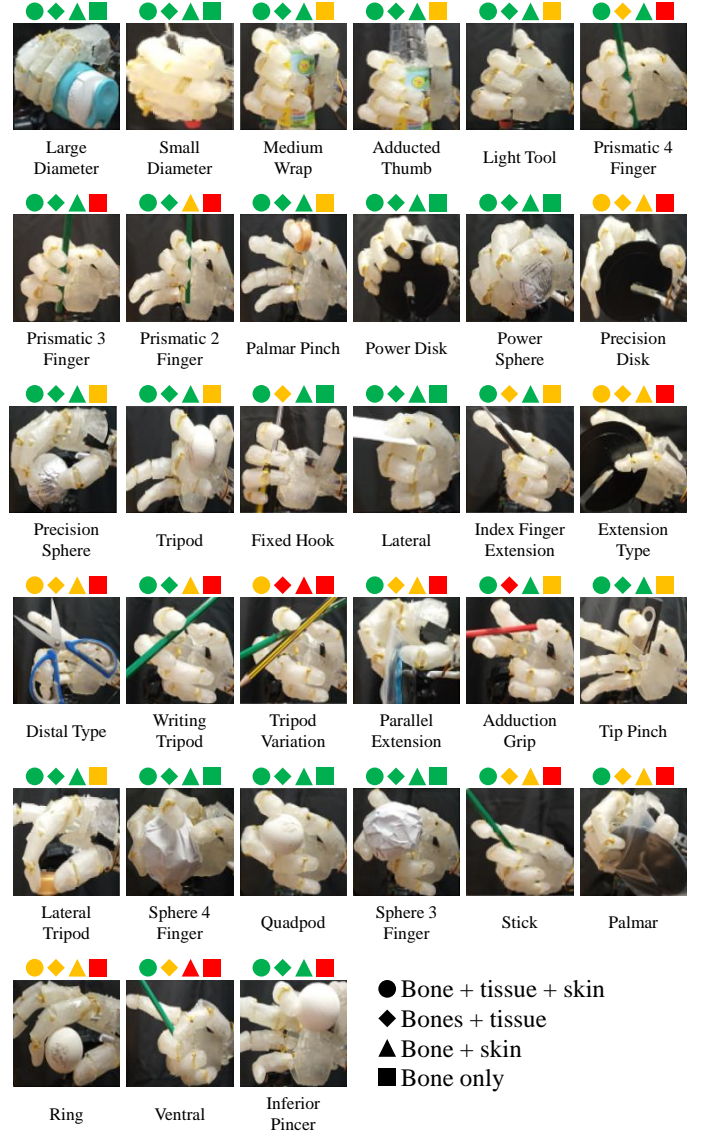 Large
Diameter
Small
Diameter
Medium
Wrap
Adducted
Thumb
Light Tool
Prismatic 4
Finger
Prismatic 3
Finger
Prismatic 2
Finger
Palmar Pinch
Power Disk
Power
Sphere
Precision
Disk
Precision
Sphere
Tripod
Fixed Hook
Lateral
Index Finger
Extension
Extension
Type
Distal Type
Writing
Tripod
Tripod
Variation
Parallel
Extension
Adduction
Grip
Tip Pinch
Lateral
Tripod
Sphere 4
Finger
Quadpod
Sphere 3
Finger
Stick
Palmar
Ring
Ventral
Inferior
Pincer
Bone + tissue + skin
Bones + tissue
Bone + skin
Bone only